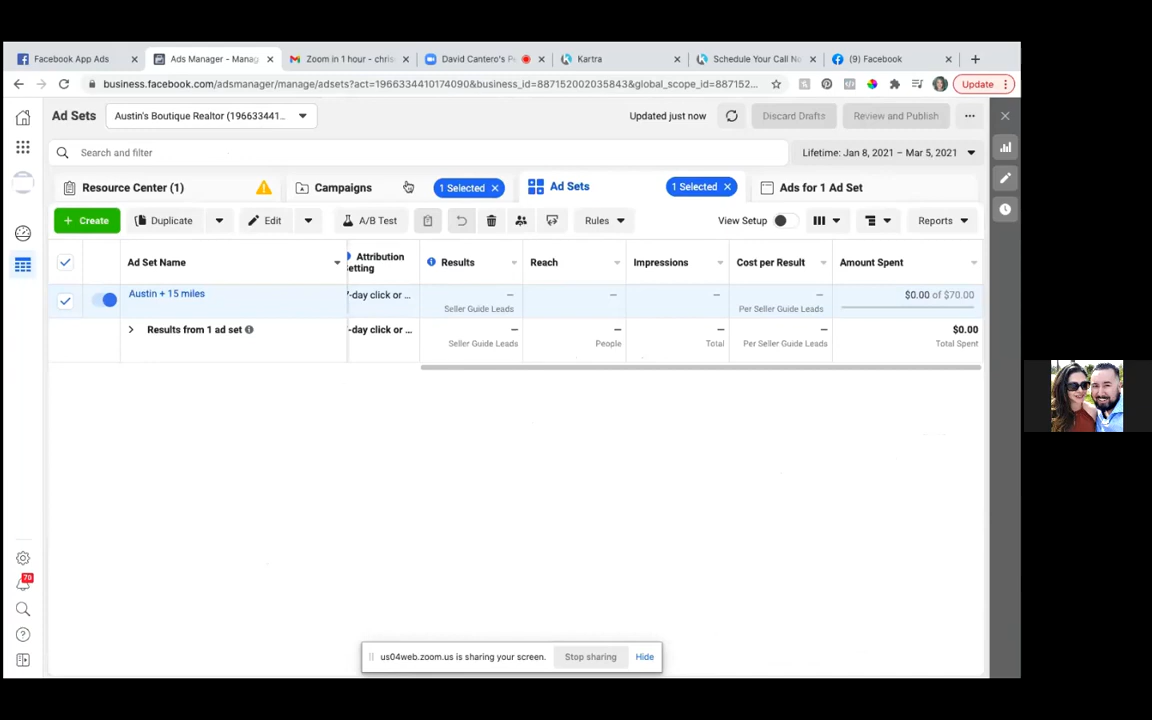 Facebook App Ads
Ads Manager - Manag
Zoom in 1 hour - chris
David Cantero's P
Kartra
Schedule Your Call No
(9) Facebook
business.facebook.com/adsmanager/manage/adsets?act=1966334410174090&business_id=887152002035843&global_scope_id=887152...
Update
Ad Sets
Austin's Boutique Realtor (196633441...
Updated just now
Discard Drafts
Review and Publish
Search and filter
Lifetime: Jan 8, 2021 – Mar 5, 2021
Resource Center (1)
Campaigns
1 Selected
Ad Sets
1 Selected
Ads for 1 Ad Set
+ Create
Duplicate
Edit
A/B Test
Rules
View Setup
Reports
Ad Set Name
Attribution
Setting
Results
Reach
Impressions
Cost per Result
Amount Spent
Austin + 15 miles
7-day click or ...
—
Seller Guide Leads
—
—
—
Per Seller Guide Leads
$0.00 of $70.00
Results from 1 ad set
-day click or ...
—
Seller Guide Leads
—
People
—
Total
—
Per Seller Guide Leads
$0.00
Total Spent
70
us04web.zoom.us is sharing your screen.
Stop sharing
Hide